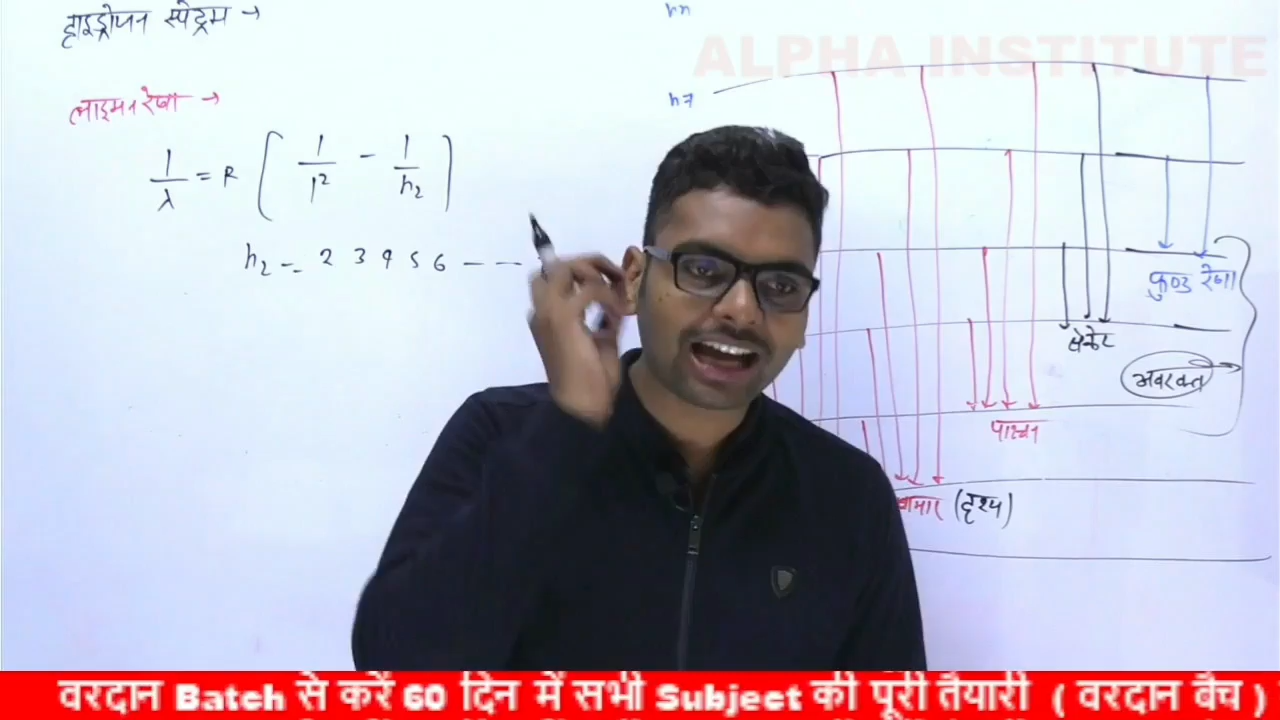 हाइड्रोजन स्पेट्रम →
लाइमन रेखा →
1/λ = R ( 1/1² - 1/n₂ )
n₂ = 2 3 4 5 6 - -
ALPHA INSTITUTE
nn
n7
फुण्ड रेखा
अवरक्त
पाश्चन
(दृश्य)
वरदान Batch से करें 60 दिन में सभी Subject की पूरी तैयारी ( वरदान बैच )